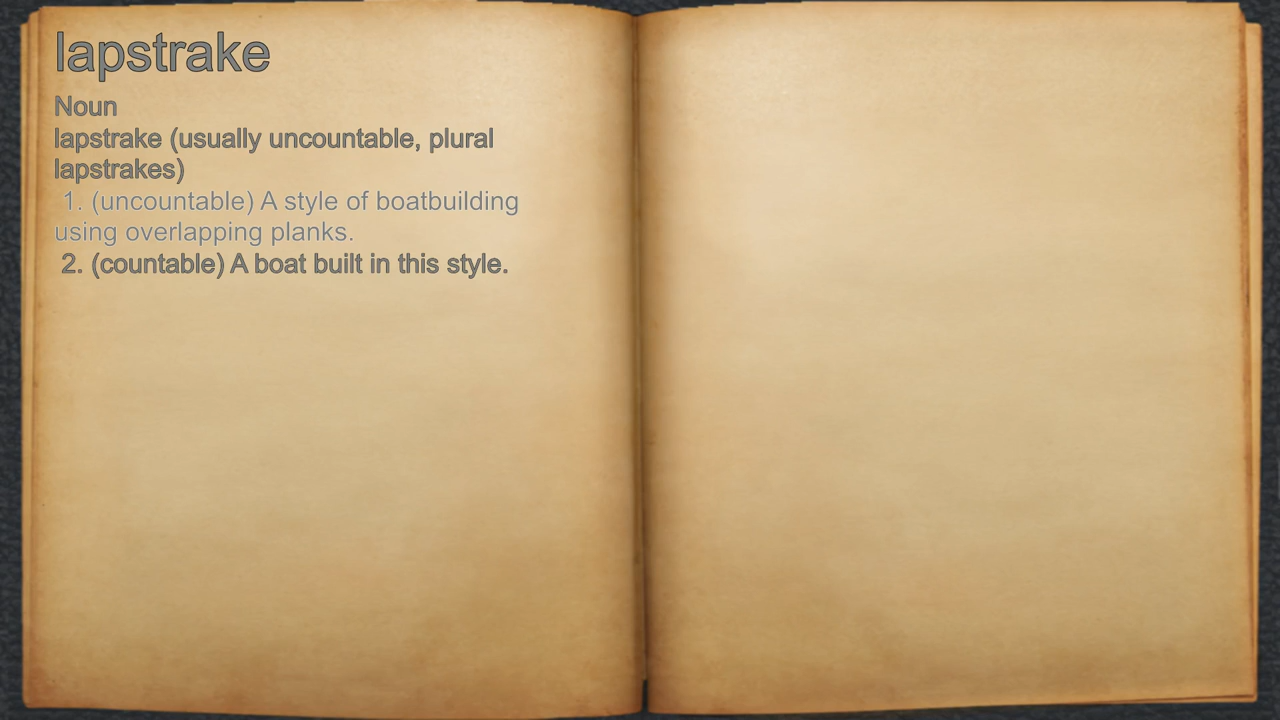 lapstrake
Noun
lapstrake (usually uncountable, plural
lapstrakes)
1. (uncountable) A style of boatbuilding
using overlapping planks.
2. (countable) A boat built in this style.